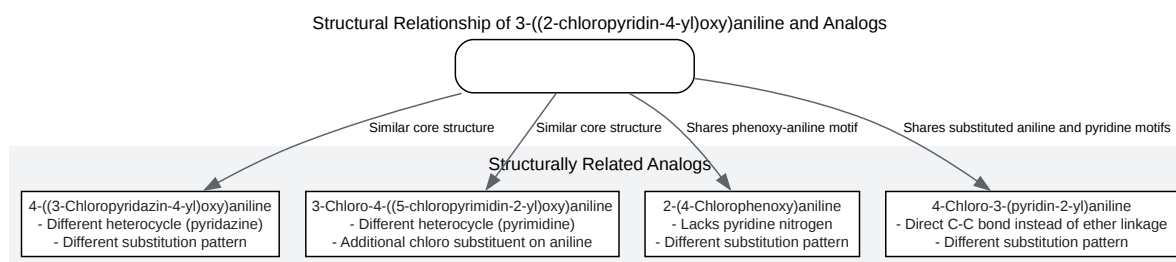 Structural Relationship of 3-((2-chloropyridin-4-yl)oxy)aniline and Analogs
Similar core structure
Similar core structure
Shares phenoxy-aniline motif
Shares substituted aniline and pyridine motifs
Structurally Related Analogs
4-((3-Chloropyridazin-4-yl)oxy)aniline
- Different heterocycle (pyridazine)
- Different substitution pattern
3-Chloro-4-((5-chloropyrimidin-2-yl)oxy)aniline
- Different heterocycle (pyrimidine)
- Additional chloro substituent on aniline
2-(4-Chlorophenoxy)aniline
- Lacks pyridine nitrogen
- Different substitution pattern
4-Chloro-3-(pyridin-2-yl)aniline
- Direct C-C bond instead of ether linkage
- Different substitution pattern